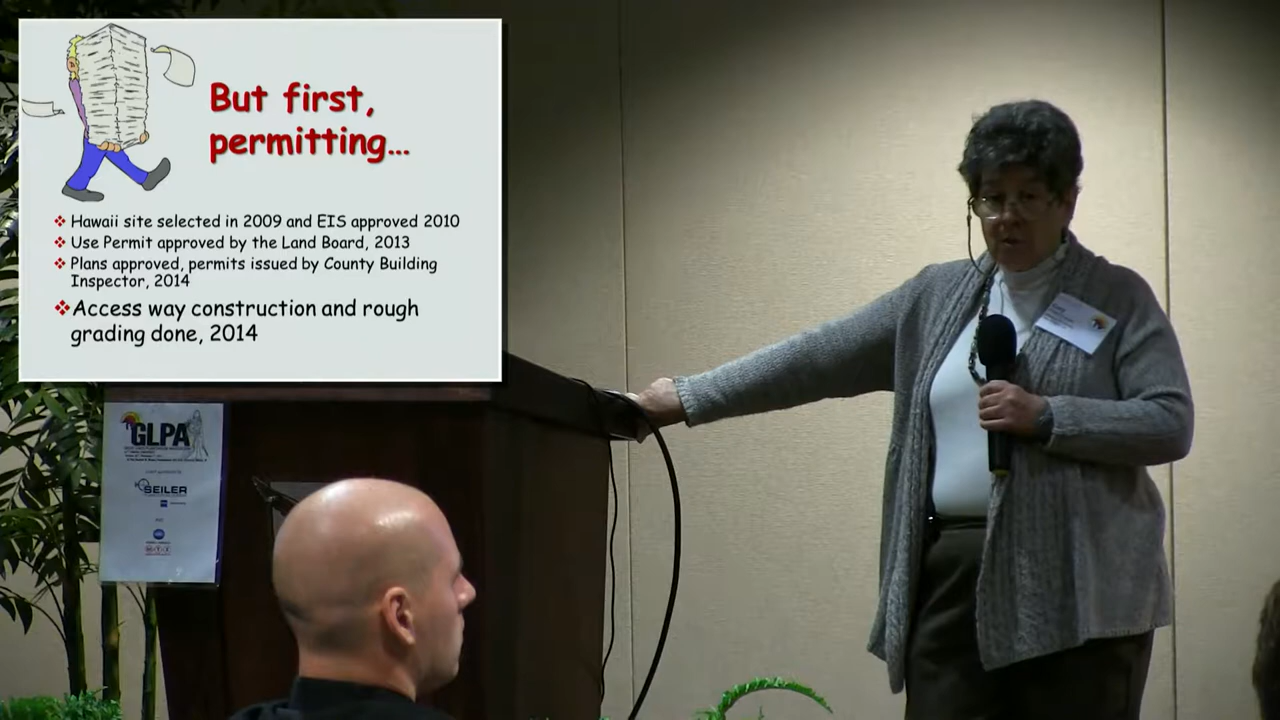 But first,
permitting...
Hawaii site selected in 2009 and EIS approved 2010
Use Permit approved by the Land Board, 2013
Plans approved, permits issued by County Building
Inspector, 2014
Access way construction and rough
grading done, 2014
GLPA
SEILER